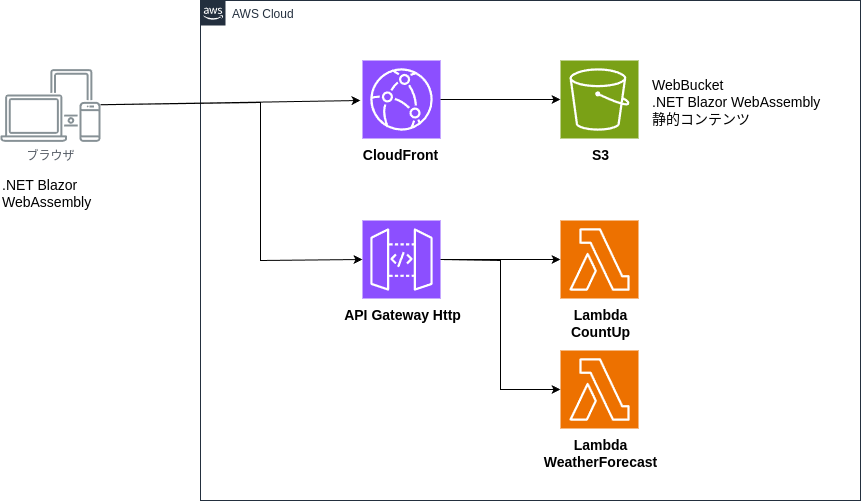 aws
AWS Cloud
ブラウザ
.NET Blazor
WebAssembly
CloudFront
S3
WebBucket
.NET Blazor WebAssembly
静的コンテンツ
API Gateway Http
Lambda
CountUp
Lambda
WeatherForecast